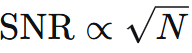 SNR ∝ √N